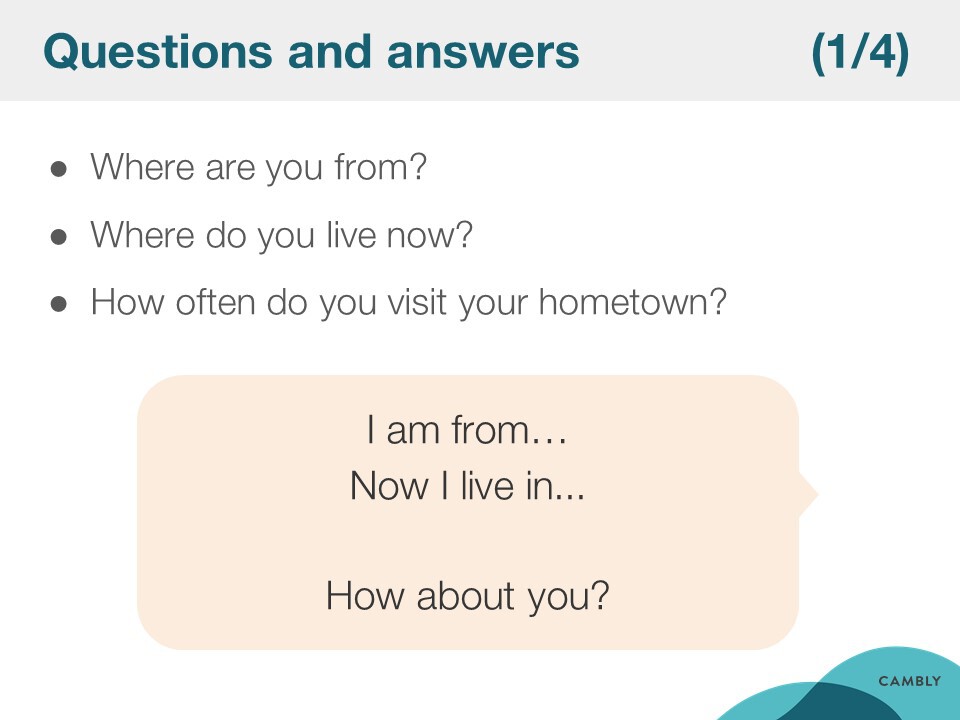 Questions and answers (1/4)
● Where are you from?
● Where do you live now?
● How often do you visit your hometown?
I am from…
Now I live in...
How about you?
CAMBLY